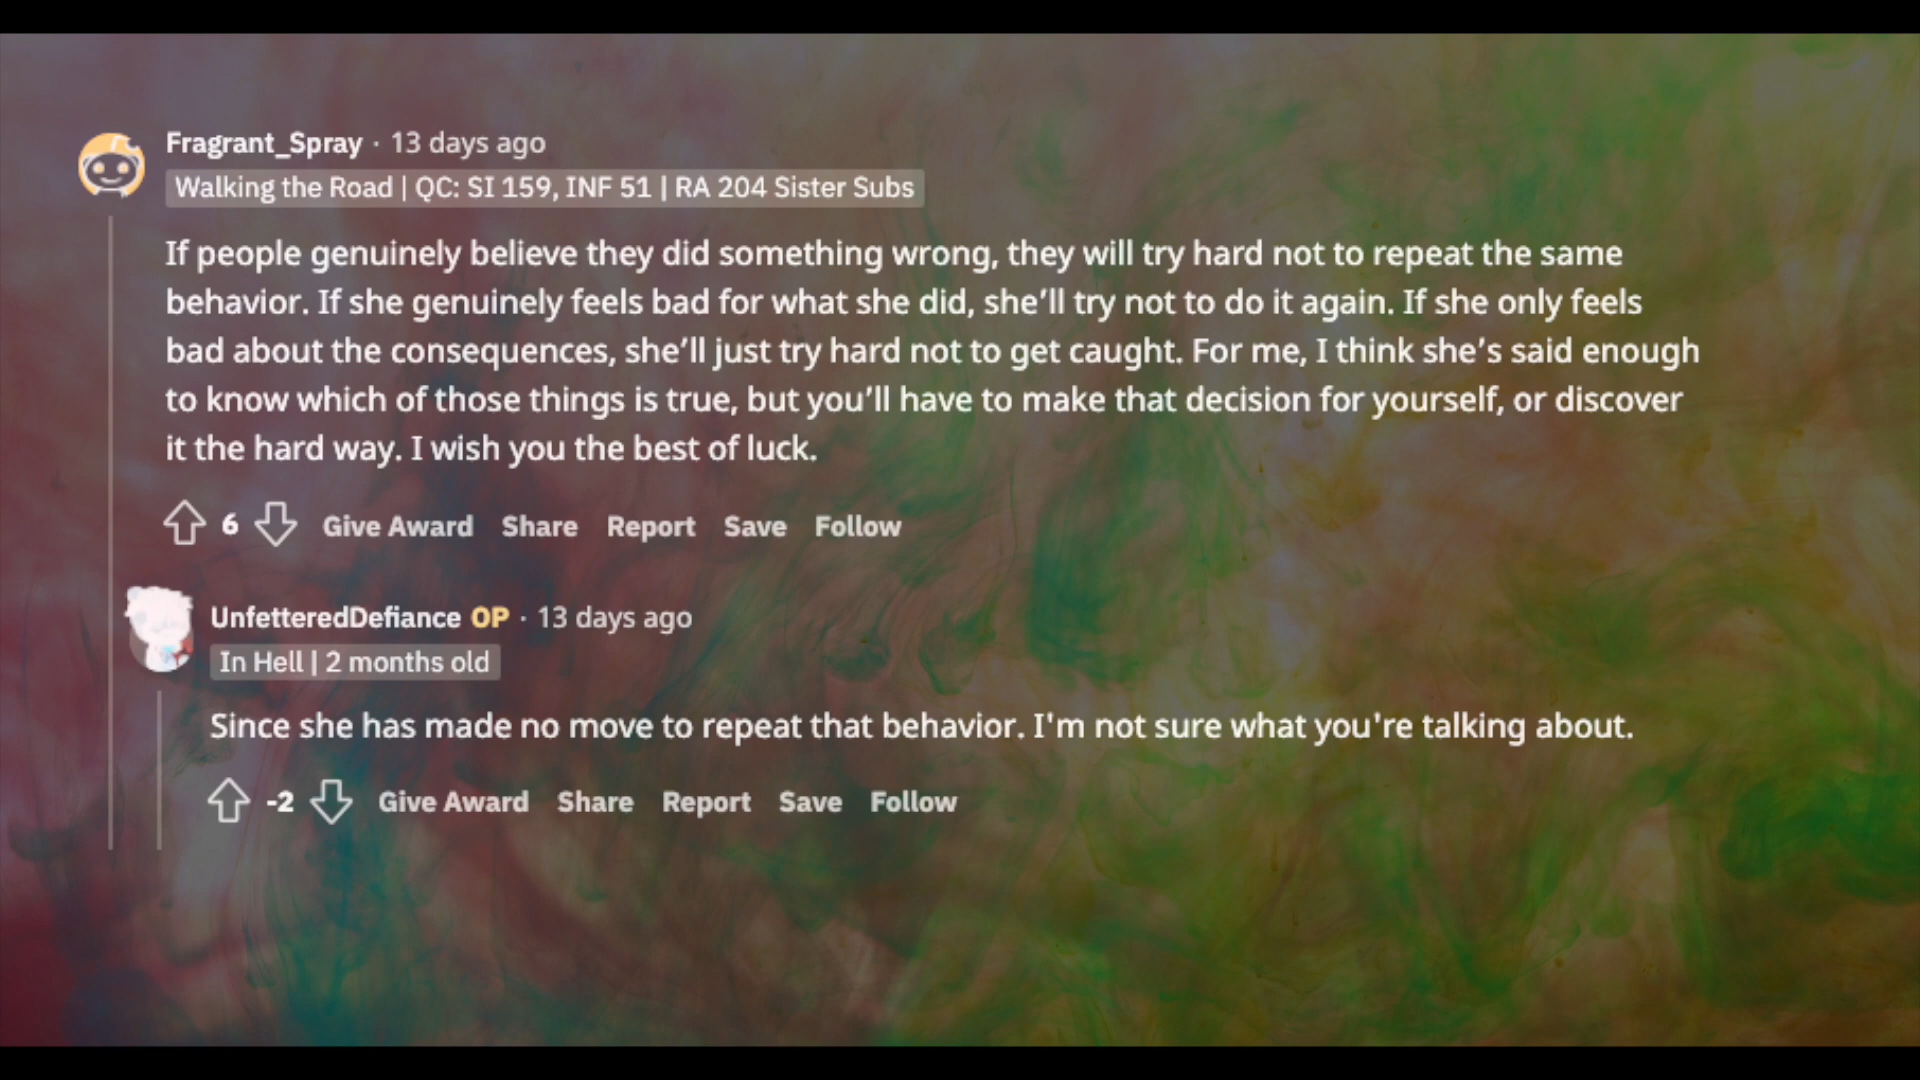 Fragrant_Spray · 13 days ago
Walking the Road | QC: SI 159, INF 51 | RA 204 Sister Subs
If people genuinely believe they did something wrong, they will try hard not to repeat the same
behavior. If she genuinely feels bad for what she did, she’ll try not to do it again. If she only feels
bad about the consequences, she’ll just try hard not to get caught. For me, I think she’s said enough
to know which of those things is true, but you’ll have to make that decision for yourself, or discover
it the hard way. I wish you the best of luck.
6 Give Award Share Report Save Follow
UnfetteredDefiance OP · 13 days ago
In Hell | 2 months old
Since she has made no move to repeat that behavior. I'm not sure what you're talking about.
-2 Give Award Share Report Save Follow